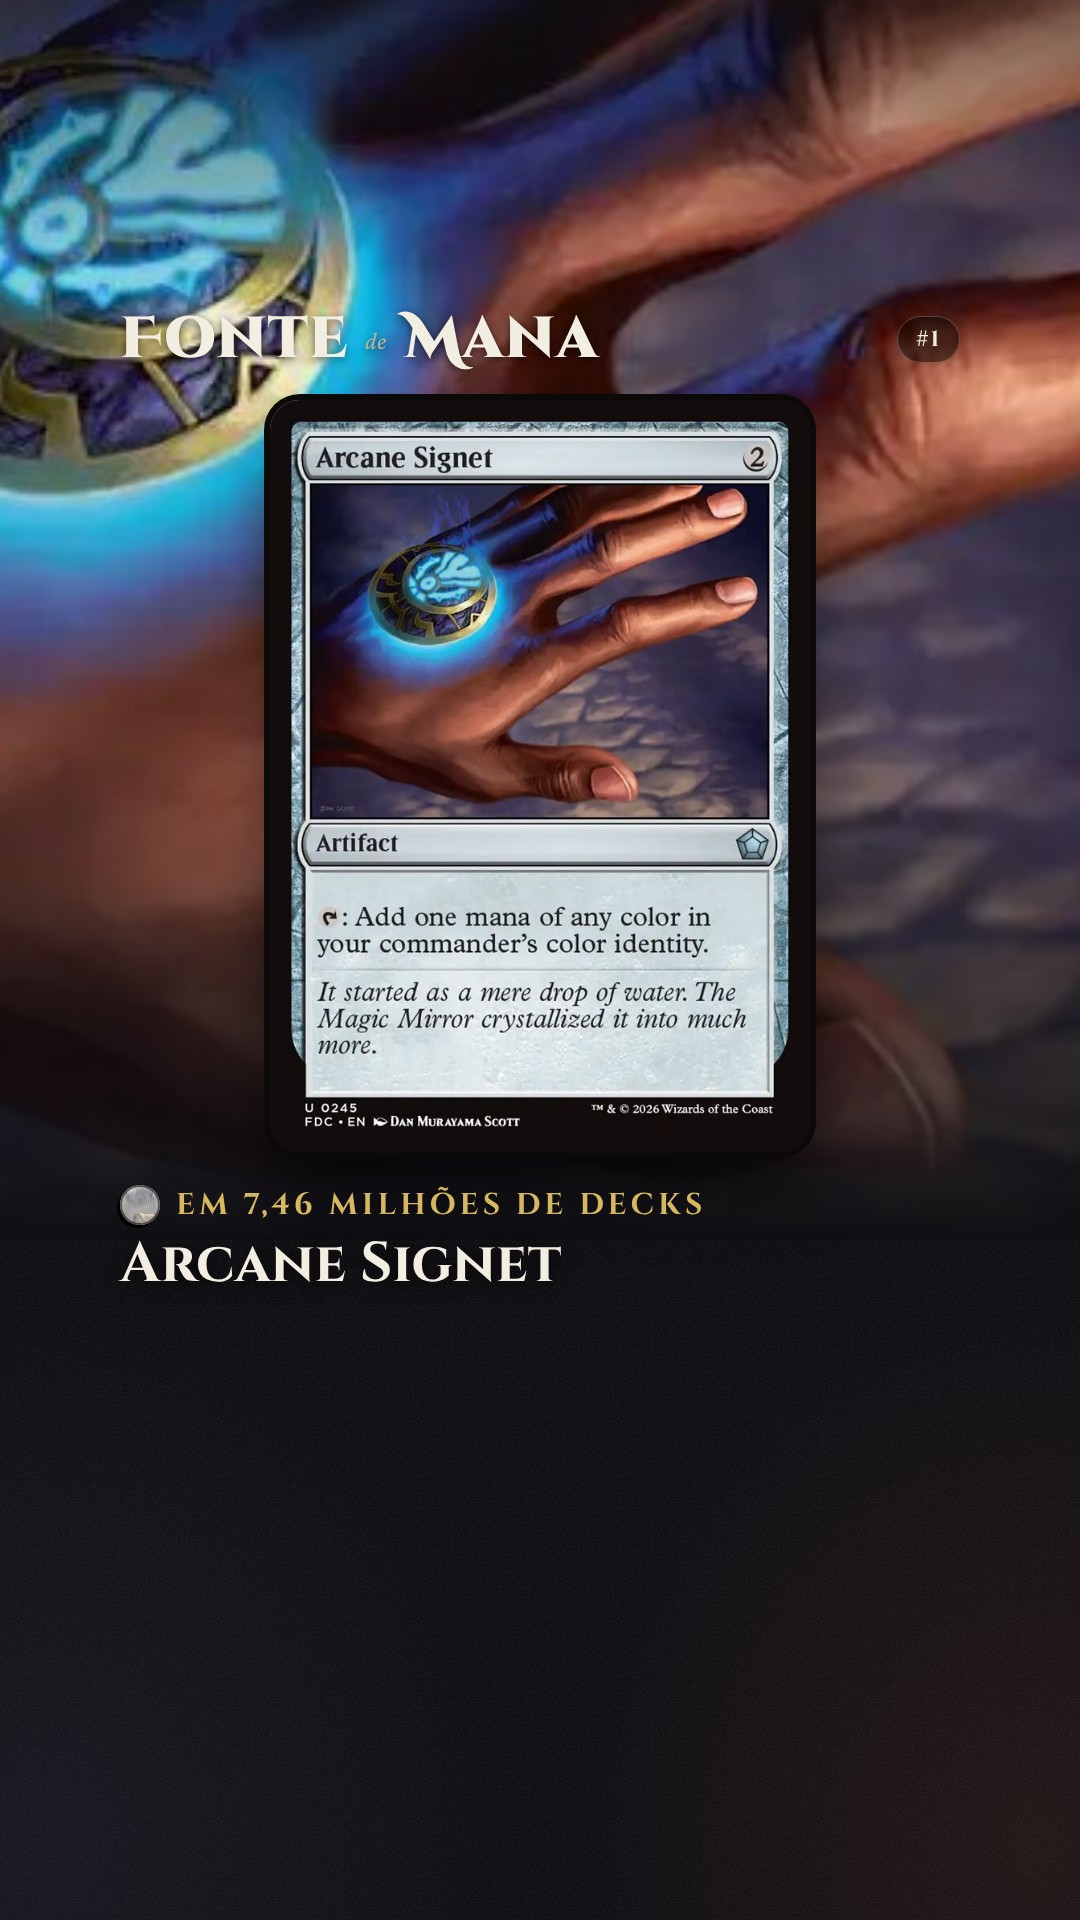 Fonte de Mana
#1
Arcane Signet 2
Artifact
: Add one mana of any color in
your commander's color identity.
It started as a mere drop of water. The
Magic Mirror crystallized it into much
more.
U 0245
™ & © 2026 Wizards of the Coast
FDC • EN Dan Murayama Scott
EM 7,46 MILHÕES DE DECKS
Arcane Signet